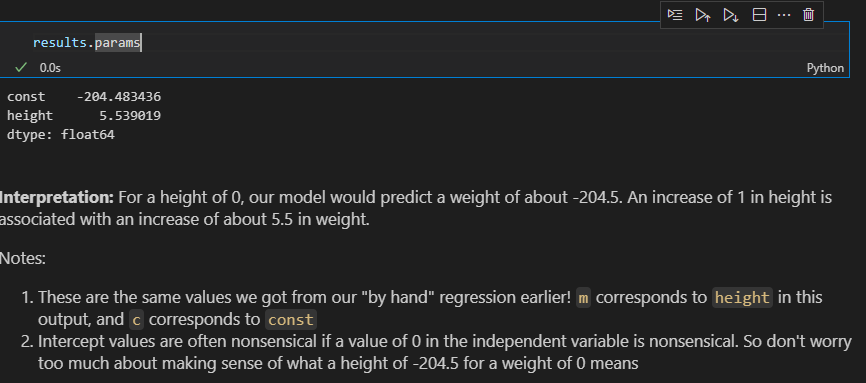 results.params
0.0s
Python
const    -204.483436
height      5.539019
dtype: float64
Interpretation: For a height of 0, our model would predict a weight of about -204.5. An increase of 1 in height is
associated with an increase of about 5.5 in weight.
Notes:
1. These are the same values we got from our "by hand" regression earlier! m corresponds to height in this
output, and c corresponds to const
2. Intercept values are often nonsensical if a value of 0 in the independent variable is nonsensical. So don't worry
too much about making sense of what a height of -204.5 for a weight of 0 means